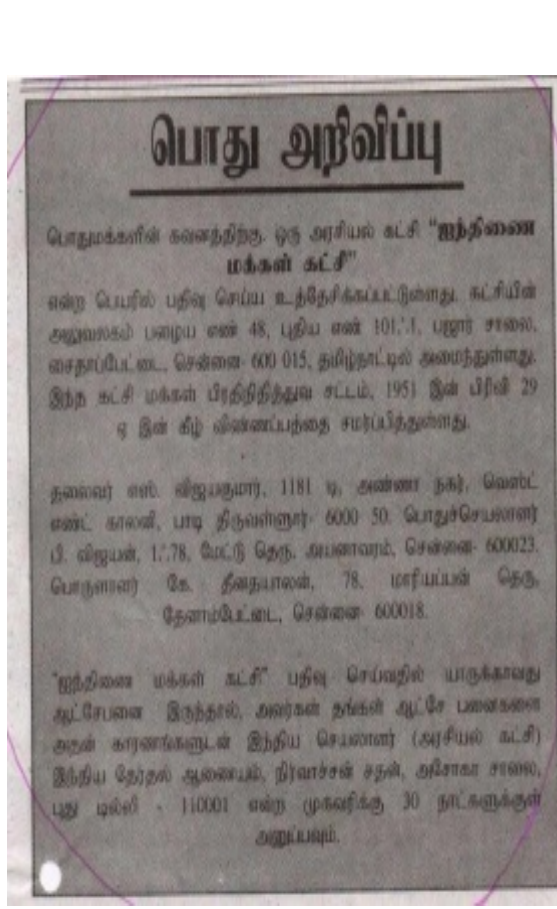 பொது அறிவிப்பு
பொதுமக்களின் கவனத்திற்கு. ஒரு அரசியல் கட்சி "ஐந்திணை
மக்கள் கட்சி"
என்ற பெயரில் பதிவு செய்ய உத்தேசிக்கப்பட்டுள்ளது. கட்சியின்
அலுவலகம் பழைய எண் 48, புதிய எண் 101,/1, பஜார் சாலை,
சைதாப்பேட்டை, சென்னை- 600 015, தமிழ்நாட்டில் அமைந்துள்ளது.
இந்த கட்சி மக்கள் பிரதிநிதித்துவ சட்டம், 1951 இன் பிரிவு 29
ஏ இன் கீழ் விண்ணப்பத்தை சமர்ப்பித்துள்ளது.
தலைவர் எஸ். விஜயகுமார், 1181 டி, அண்ணா நகர், வெஸ்ட்
எண்ட் காலனி, பாடி திருவள்ளூர்- 6000 50. பொதுச்செயலாளர்
பி. விஜயன், 1,/78, மேட்டு தெரு, அயனாவரம், சென்னை- 600023.
பொருளாளர் கே. தீனதயாலன், 78, மாரியப்பன் தெரு,
தேனாம்பேட்டை, சென்னை- 600018.
"ஐந்திணை மக்கள் கட்சி" பதிவு செய்வதில் யாருக்காவது
ஆட்சேபனை இருந்தால், அவர்கள் தங்கள் ஆட்சே பனைகளை
அதன் காரணங்களுடன் இந்திய செயலாளர் (அரசியல் கட்சி)
இந்திய தேர்தல் ஆணையம், நிர்வாச்சன் சதன், அசோகா சாலை,
புது டில்லி - 110001 என்ற முகவரிக்கு 30 நாட்களுக்குள்
அனுப்பவும்.